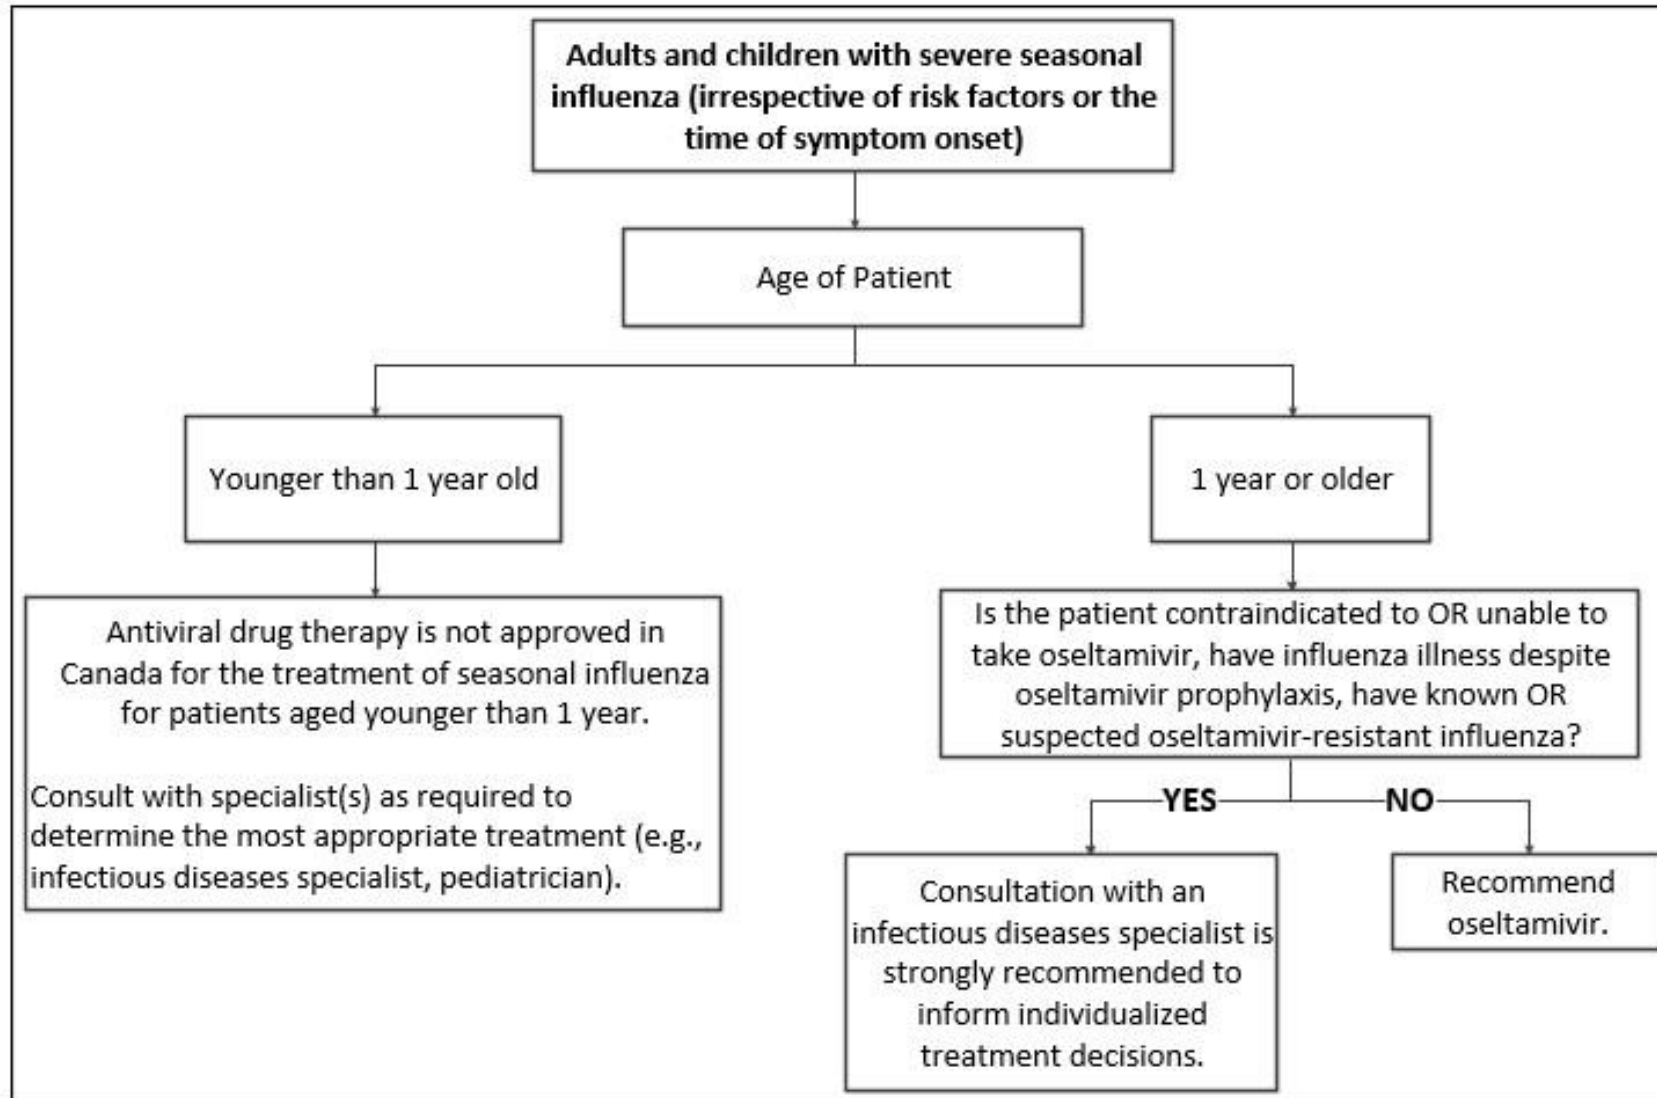 Adults and children with severe seasonal
influenza (irrespective of risk factors or the
time of symptom onset)
Age of Patient
Younger than 1 year old
1 year or older
Antiviral drug therapy is not approved in
Canada for the treatment of seasonal influenza
for patients aged younger than 1 year.
Consult with specialist(s) as required to
determine the most appropriate treatment (e.g.,
infectious diseases specialist, pediatrician).
Is the patient contraindicated to OR unable to
take oseltamivir, have influenza illness despite
oseltamivir prophylaxis, have known OR
suspected oseltamivir-resistant influenza?
YES
NO
Consultation with an
infectious diseases specialist is
strongly recommended to
inform individualized
treatment decisions.
Recommend
oseltamivir.